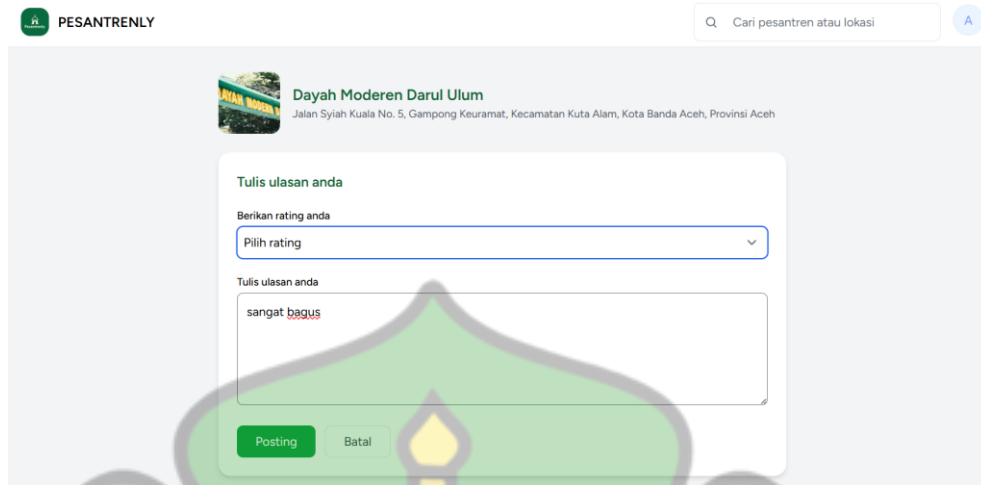 PESANTRENLY
Cari pesantren atau lokasi
A
Dayah Moderen Darul Ulum
Jalan Syiah Kuala No. 5, Gampong Keuramat, Kecamatan Kuta Alam, Kota Banda Aceh, Provinsi Aceh
Tulis ulasan anda
Berikan rating anda
Pilih rating
Tulis ulasan anda
sangat bagus
Posting
Batal